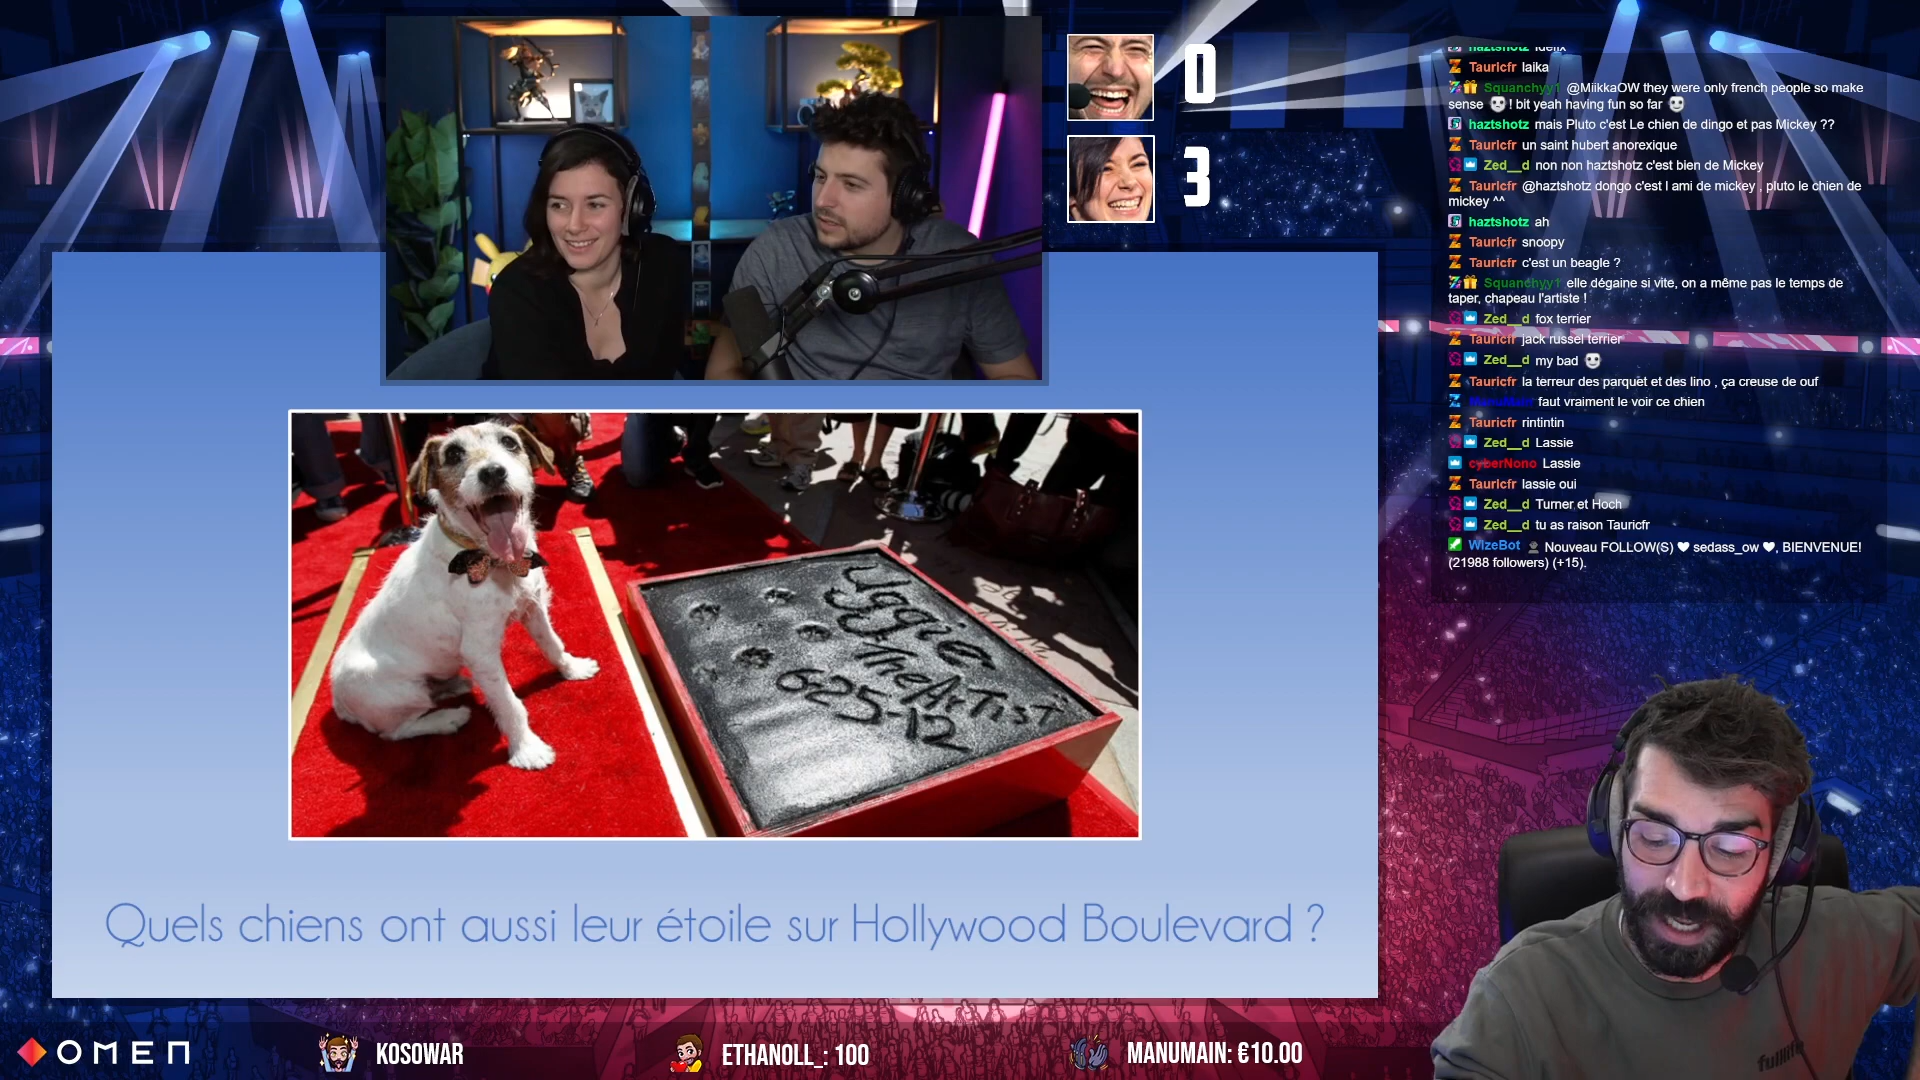 0
3
Tauricfr laika
Squanchyy1 @MiikkaOW they were only french people so make
sense ! bit yeah having fun so far
haztshotz mais Pluto c'est Le chien de dingo et pas Mickey ??
Tauricfr un saint hubert anorexique
Zed__d non non haztshotz c'est bien de Mickey
Tauricfr @haztshotz dongo c'est l ami de mickey , pluto le chien de
mickey ^^
haztshotz ah
Tauricfr snoopy
Tauricfr c'est un beagle ?
Squanchyy1 elle dégaine si vite, on a même pas le temps de
taper, chapeau l'artiste !
Zed__d fox terrier
Tauricfr jack russel terrier
Zed__d my bad
Tauricfr la terreur des parquet et des lino , ça creuse de ouf
faut vraiment le voir ce chien
Tauricfr rintintin
Zed__d Lassie
cyberNono Lassie
Tauricfr lassie oui
Zed__d Turner et Hoch
Zed__d tu as raison Tauricfr
WizeBot Nouveau FOLLOW(S) ♥ sedass_ow ♥, BIENVENUE!
(21988 followers) (+15).
Uggie
The Artist
6-25-12
Quels chiens ont aussi leur étoile sur Hollywood Boulevard ?
OMEN
KOSOWAR
ETHANOLL_: 100
MANUMAIN: €10.00